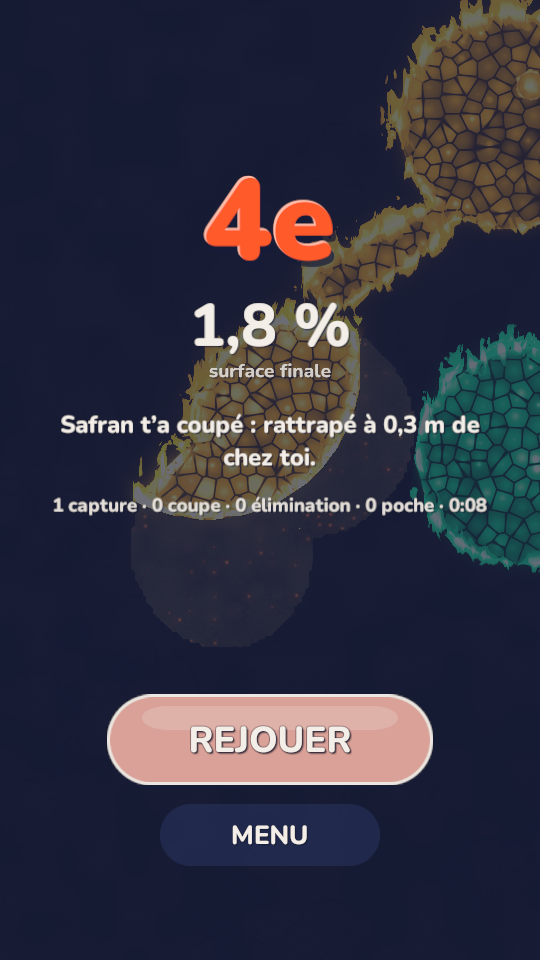 4e
1,8 %
surface finale
Safran t’a coupé : rattrapé à 0,3 m de
chez toi.
1 capture · 0 coupe · 0 élimination · 0 poche · 0:08
REJOUER
MENU